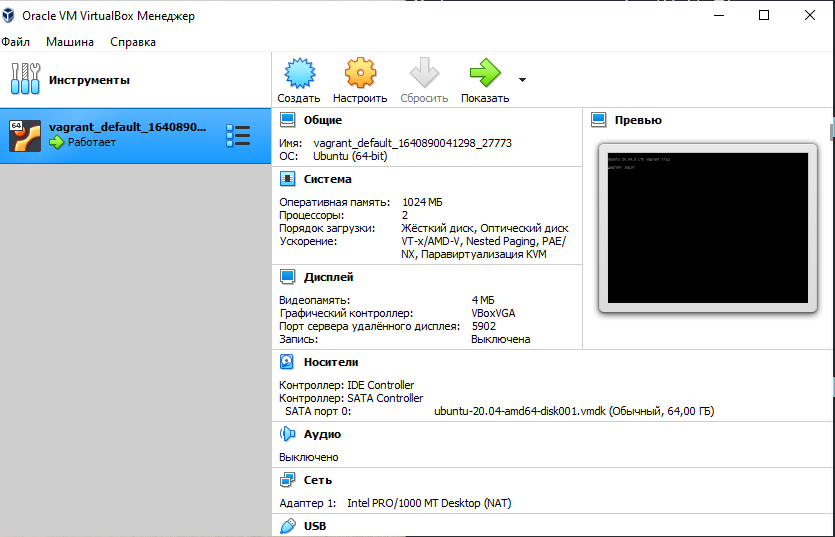 Oracle VM VirtualBox Менеджер
Файл Машина Справка
Инструменты
64
vagrant_default_1640890...
Работает
Создать Настроить Сбросить Показать
Общие
Имя: vagrant_default_1640890041298_27773
ОС: Ubuntu (64-bit)
Система
Оперативная память: 1024 МБ
Процессоры: 2
Порядок загрузки: Жёсткий диск, Оптический диск
Ускорение: VT-x/AMD-V, Nested Paging, PAE/
NX, Паравиртуализация KVM
Дисплей
Видеопамять: 4 МБ
Графический контроллер: VBoxVGA
Порт сервера удалённого дисплея: 5902
Запись: Выключена
Превью
Носители
Контроллер: IDE Controller
Контроллер: SATA Controller
SATA порт 0: ubuntu-20.04-amd64-disk001.vmdk (Обычный, 64,00 ГБ)
Аудио
Выключено
Сеть
Адаптер 1: Intel PRO/1000 MT Desktop (NAT)
USB